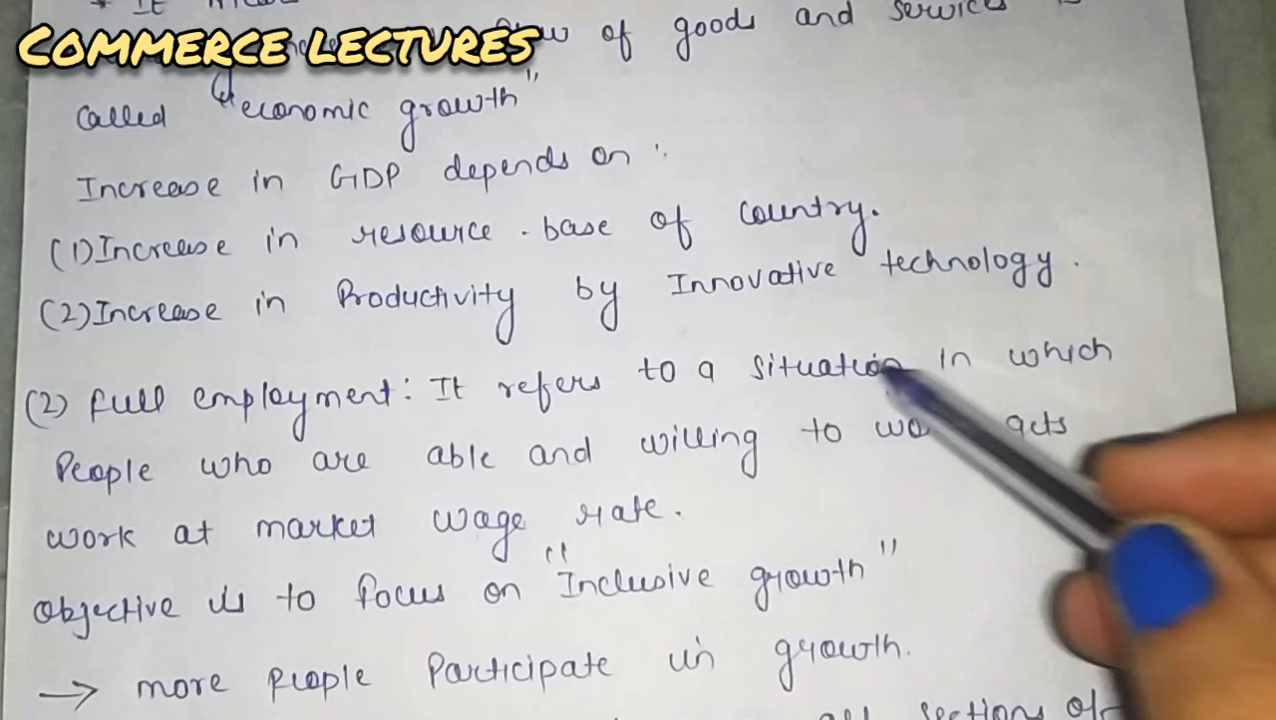 * It
COMMERCE LECTURES
of goods and services
called "economic growth"
Increase in GDP depends on :
(1) Increase in resource-base of country.
(2) Increase in Productivity by Innovative technology.
(2) full employment: It refers to a situation in which
People who are able and willing to gets
work at market wage rate.
objective is to focus on "Inclusive growth"
→ more people Participate in growth.
all sections of